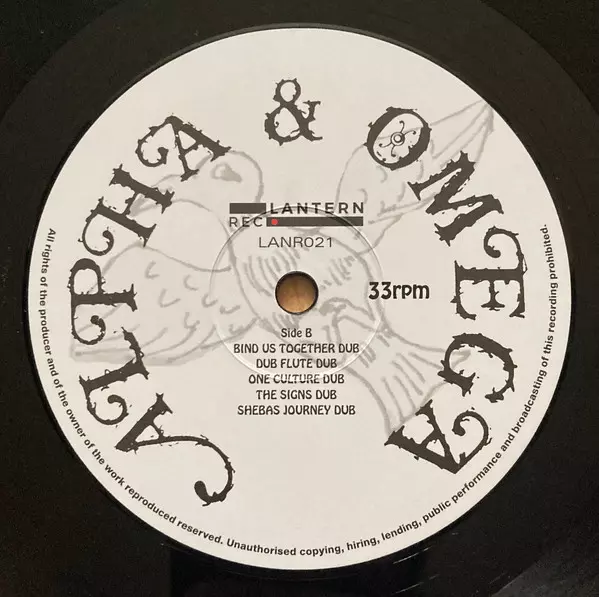 ALPHA & OMEGA
LANTERN
REC
LANR021
33rpm
Side B
BIND US TOGETHER DUB
DUB FLUTE DUB
ONE CULTURE DUB
THE SIGNS DUB
SHEBAS JOURNEY DUB
All rights of the producer and of the owner of the work reproduced reserved. Unauthorised copying, hiring, lending, public performance and broadcasting of this recording prohibited.